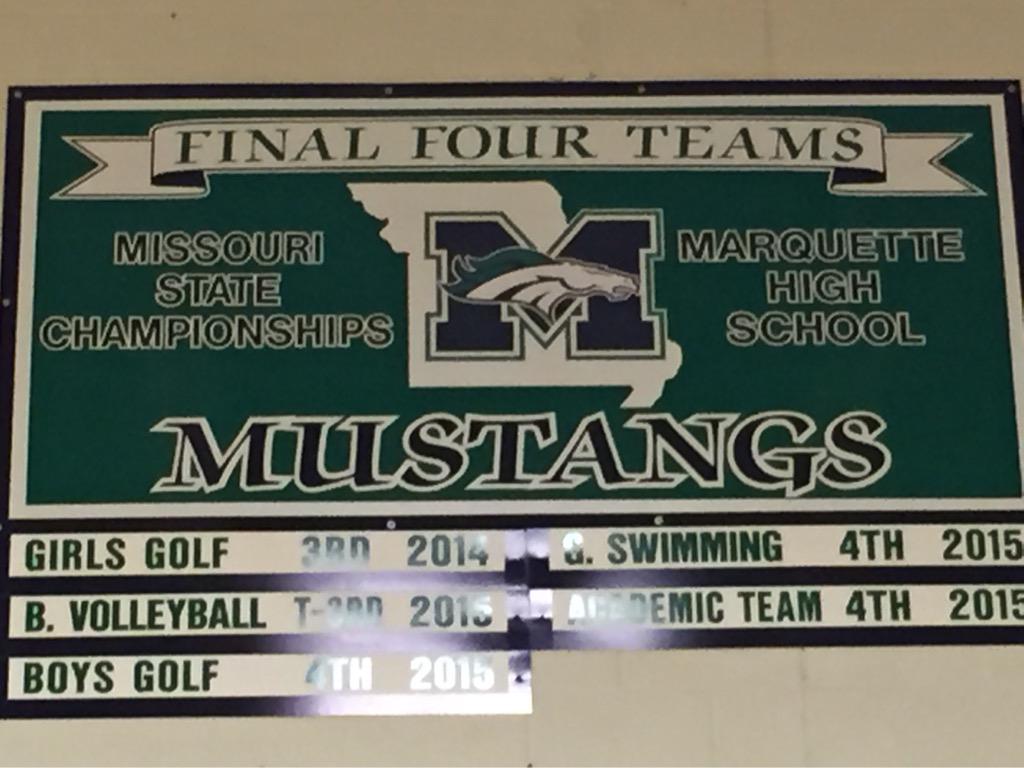 FINAL FOUR TEAMS
MISSOURI
STATE
CHAMPIONSHIPS
M
MARQUETTE
HIGH
SCHOOL
MUSTANGS
GIRLS GOLF 3RD 2014
B. VOLLEYBALL T-3RD 2015
BOYS GOLF 4TH 2015
G. SWIMMING 4TH 2015
ACADEMIC TEAM 4TH 2015